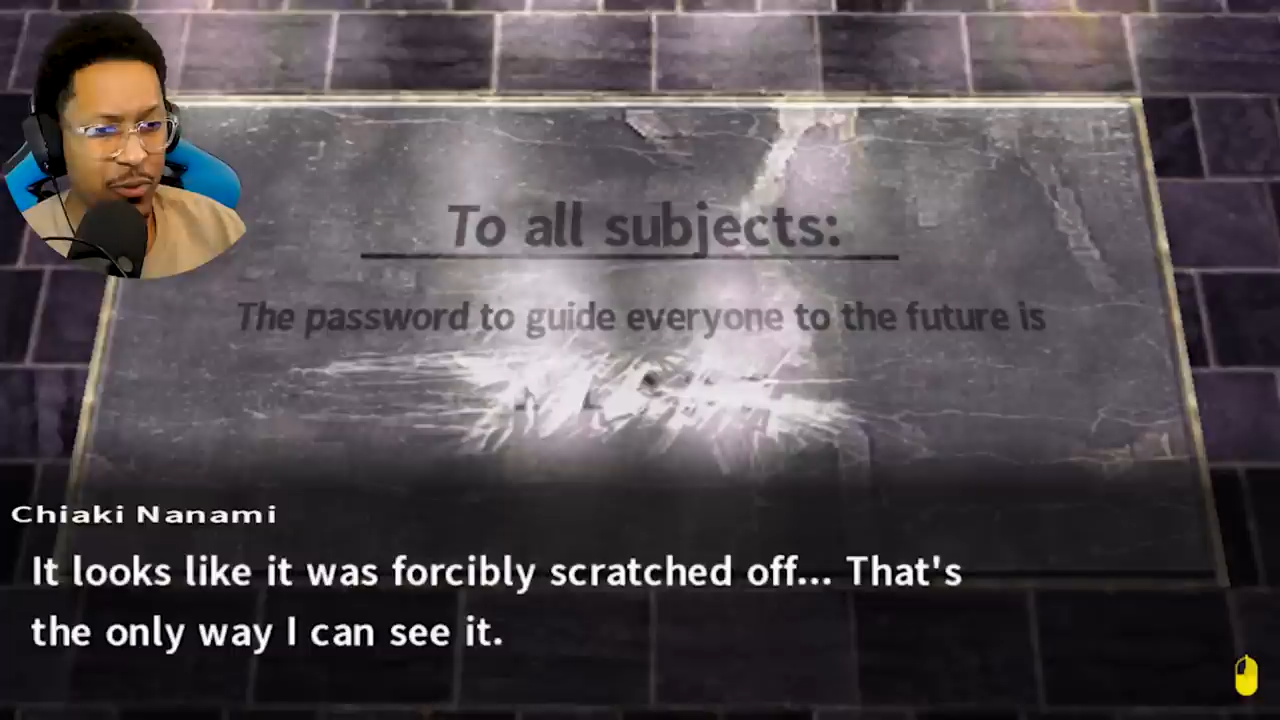 To all subjects:
The password to guide everyone to the future is
Chiaki Nanami
It looks like it was forcibly scratched off... That's
the only way I can see it.